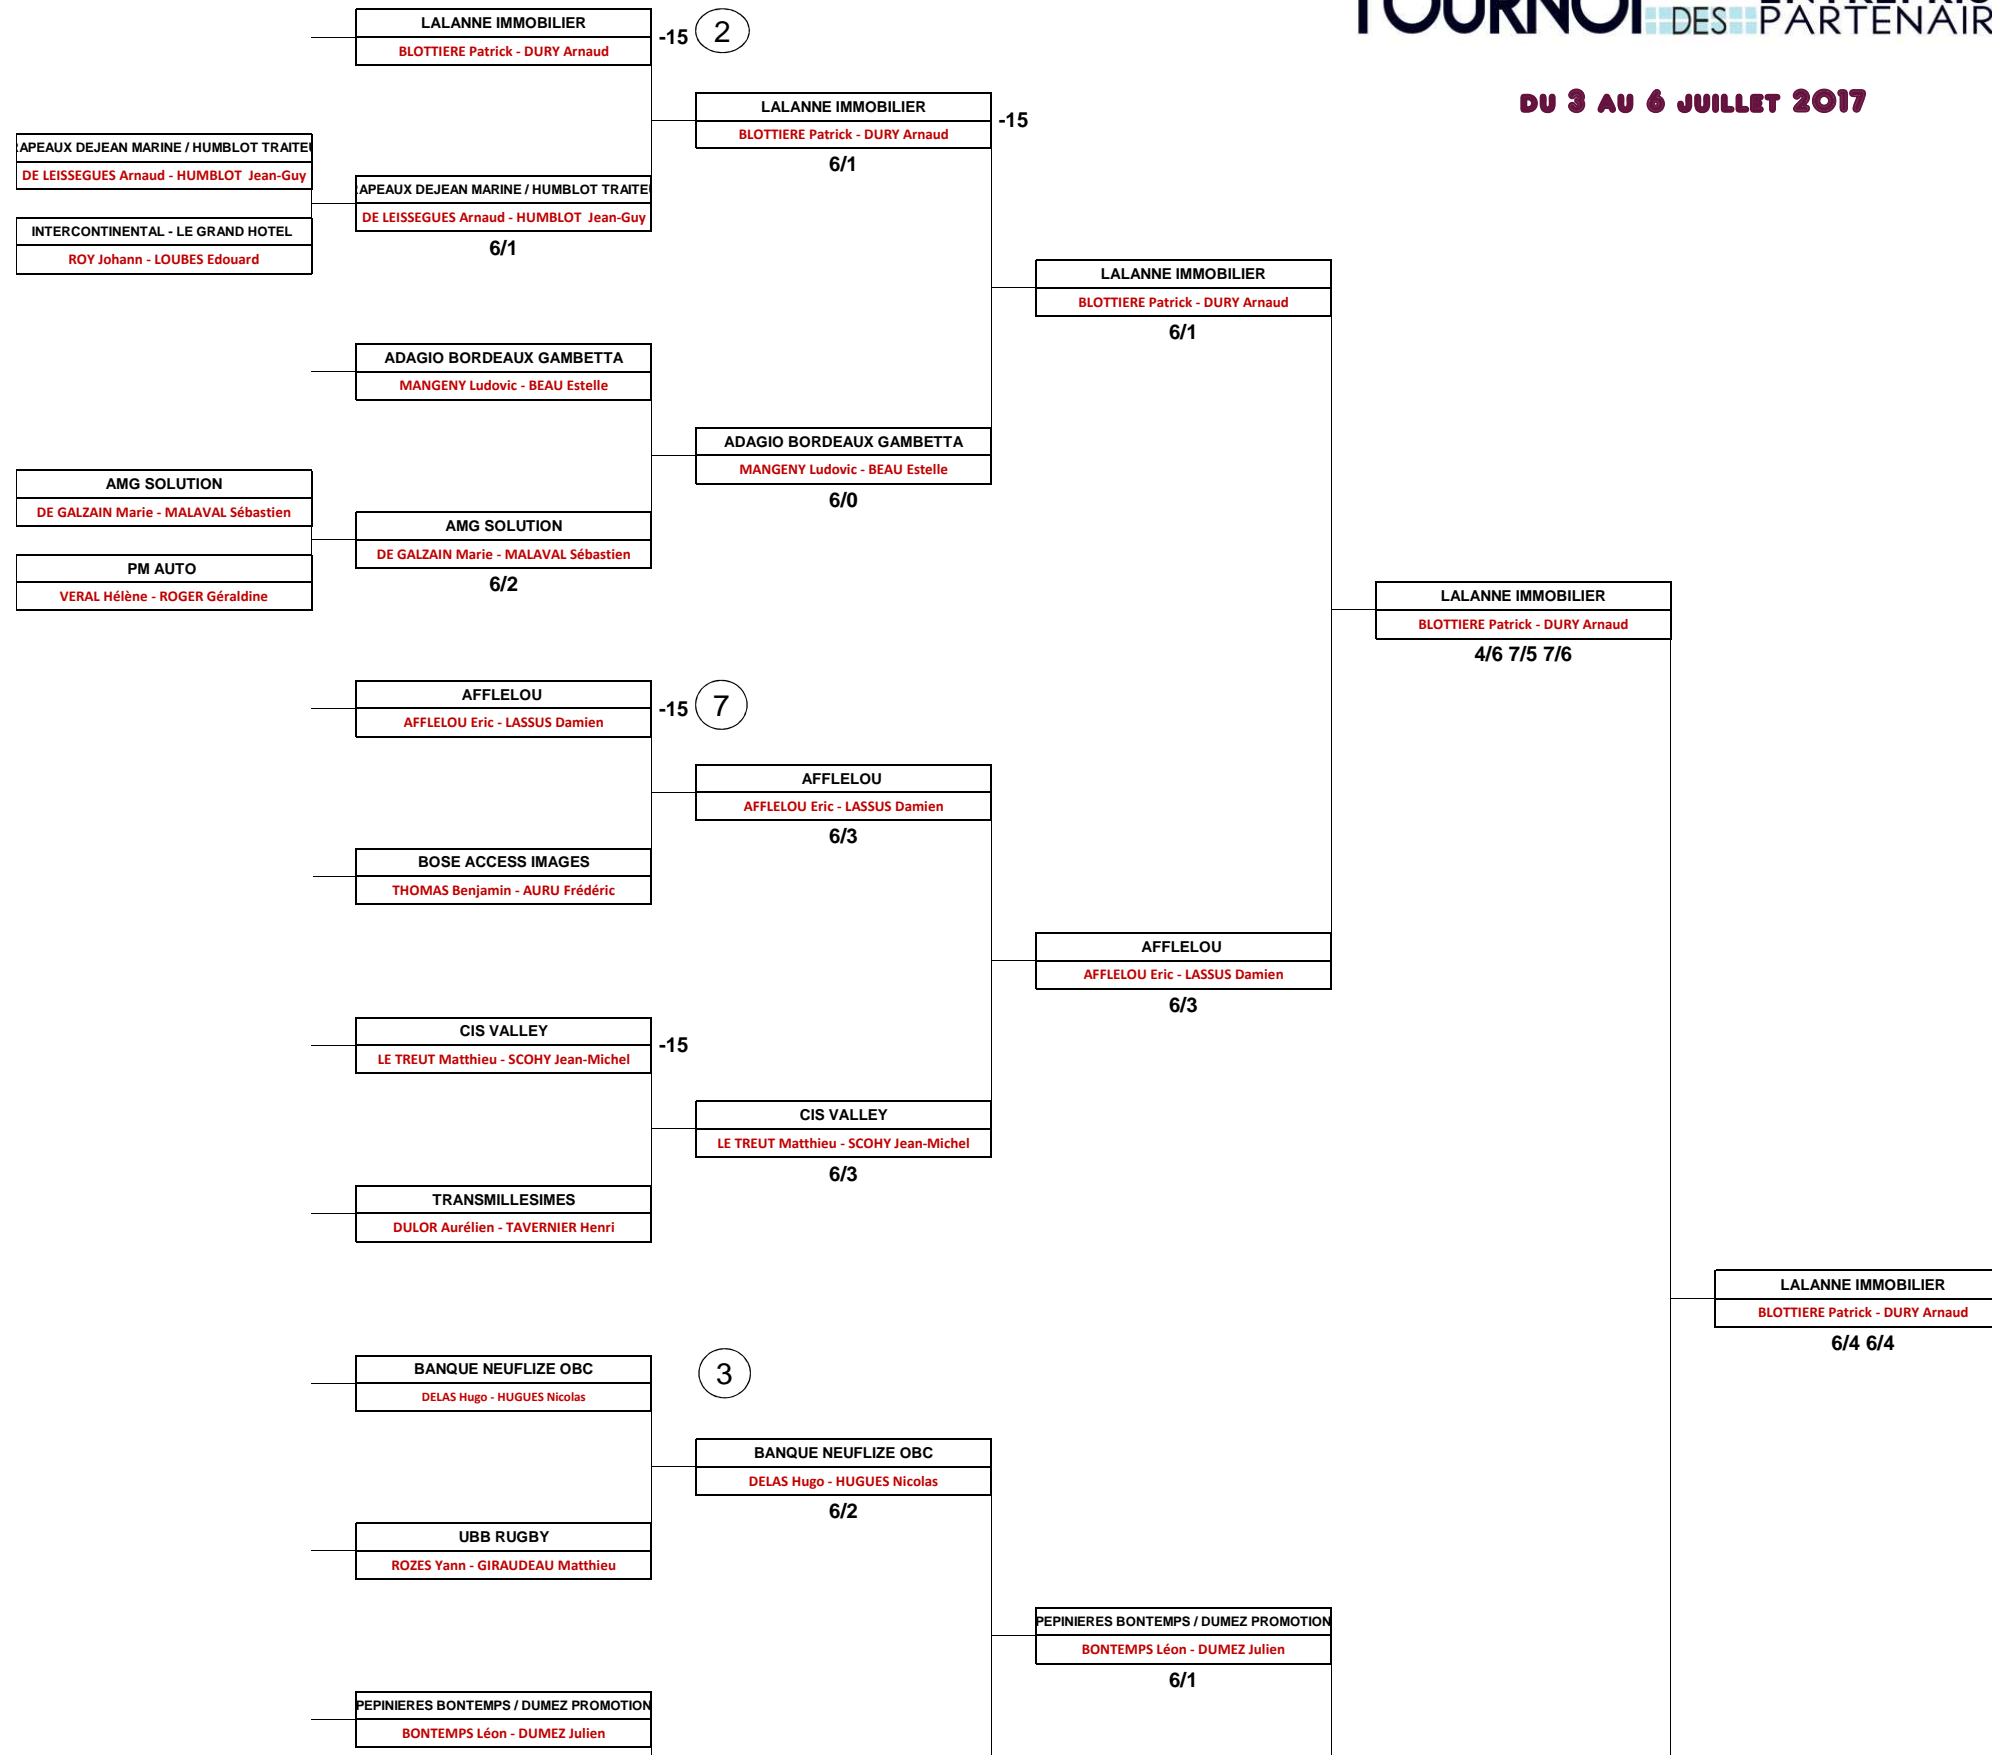 TOURNOI DES PARTENAIR
DU 3 AU 6 JUILLET 2017
LALANNE IMMOBILIER
BLOTTIERE Patrick - DURY Arnaud
-15
2
LALANNE IMMOBILIER
BLOTTIERE Patrick - DURY Arnaud
-15
6/1
APEAUX DEJEAN MARINE / HUMBLOT TRAITEU
DE LEISSEGUES Arnaud - HUMBLOT Jean-Guy
APEAUX DEJEAN MARINE / HUMBLOT TRAITEU
DE LEISSEGUES Arnaud - HUMBLOT Jean-Guy
6/1
INTERCONTINENTAL - LE GRAND HOTEL
ROY Johann - LOUBES Edouard
LALANNE IMMOBILIER
BLOTTIERE Patrick - DURY Arnaud
6/1
ADAGIO BORDEAUX GAMBETTA
MANGENY Ludovic - BEAU Estelle
ADAGIO BORDEAUX GAMBETTA
MANGENY Ludovic - BEAU Estelle
6/0
AMG SOLUTION
DE GALZAIN Marie - MALAVAL Sébastien
AMG SOLUTION
DE GALZAIN Marie - MALAVAL Sébastien
6/2
PM AUTO
VERAL Hélène - ROGER Géraldine
LALANNE IMMOBILIER
BLOTTIERE Patrick - DURY Arnaud
4/6 7/5 7/6
AFFLELOU
AFFLELOU Eric - LASSUS Damien
-15
7
AFFLELOU
AFFLELOU Eric - LASSUS Damien
6/3
BOSE ACCESS IMAGES
THOMAS Benjamin - AURU Frédéric
AFFLELOU
AFFLELOU Eric - LASSUS Damien
6/3
CIS VALLEY
LE TREUT Matthieu - SCOHY Jean-Michel
-15
CIS VALLEY
LE TREUT Matthieu - SCOHY Jean-Michel
6/3
TRANSMILLESIMES
DULOR Aurélien - TAVERNIER Henri
LALANNE IMMOBILIER
BLOTTIERE Patrick - DURY Arnaud
6/4 6/4
BANQUE NEUFLIZE OBC
DELAS Hugo - HUGUES Nicolas
3
BANQUE NEUFLIZE OBC
DELAS Hugo - HUGUES Nicolas
6/2
UBB RUGBY
ROZES Yann - GIRAUDEAU Matthieu
PEPINIERES BONTEMPS / DUMEZ PROMOTION
BONTEMPS Léon - DUMEZ Julien
6/1
PEPINIERES BONTEMPS / DUMEZ PROMOTION
BONTEMPS Léon - DUMEZ Julien